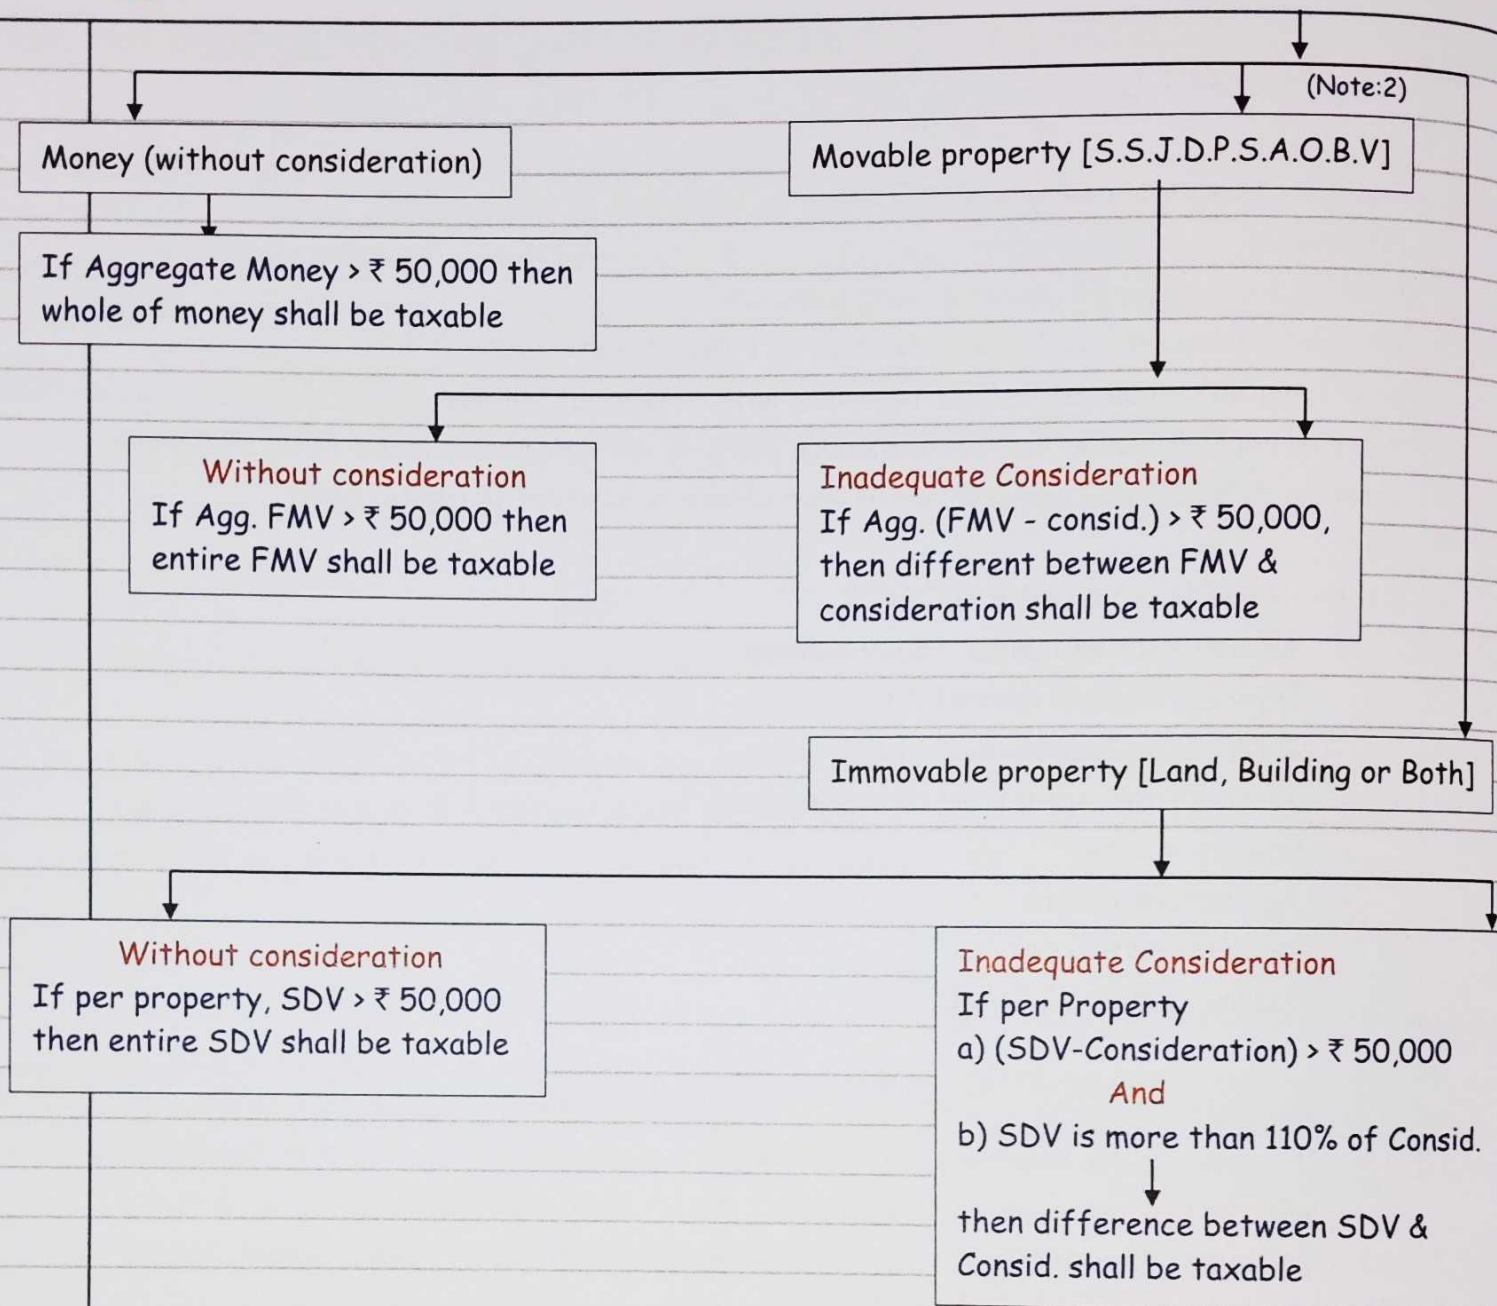 (Note:2)
Money (without consideration)
Movable property [S.S.J.D.P.S.A.O.B.V]
If Aggregate Money > ₹ 50,000 then
whole of money shall be taxable
Without consideration
If Agg. FMV > ₹ 50,000 then
entire FMV shall be taxable
Inadequate Consideration
If Agg. (FMV - consid.) > ₹ 50,000,
then different between FMV &
consideration shall be taxable
Immovable property [Land, Building or Both]
Without consideration
If per property, SDV > ₹ 50,000
then entire SDV shall be taxable
Inadequate Consideration
If per Property
a) (SDV-Consideration) > ₹ 50,000
And
b) SDV is more than 110% of Consid.
then difference between SDV &
Consid. shall be taxable